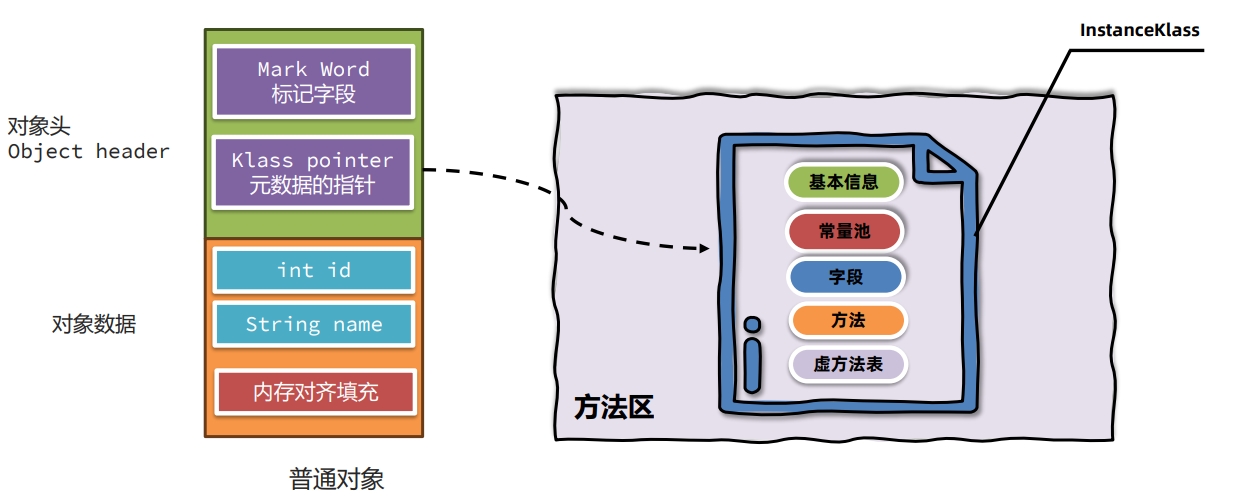 InstanceKlass
Mark Word
标记字段
对象头
Object header
Klass pointer
元数据的指针
int id
String name
对象数据
内存对齐填充
普通对象
基本信息
常量池
字段
方法
虚方法表
方法区